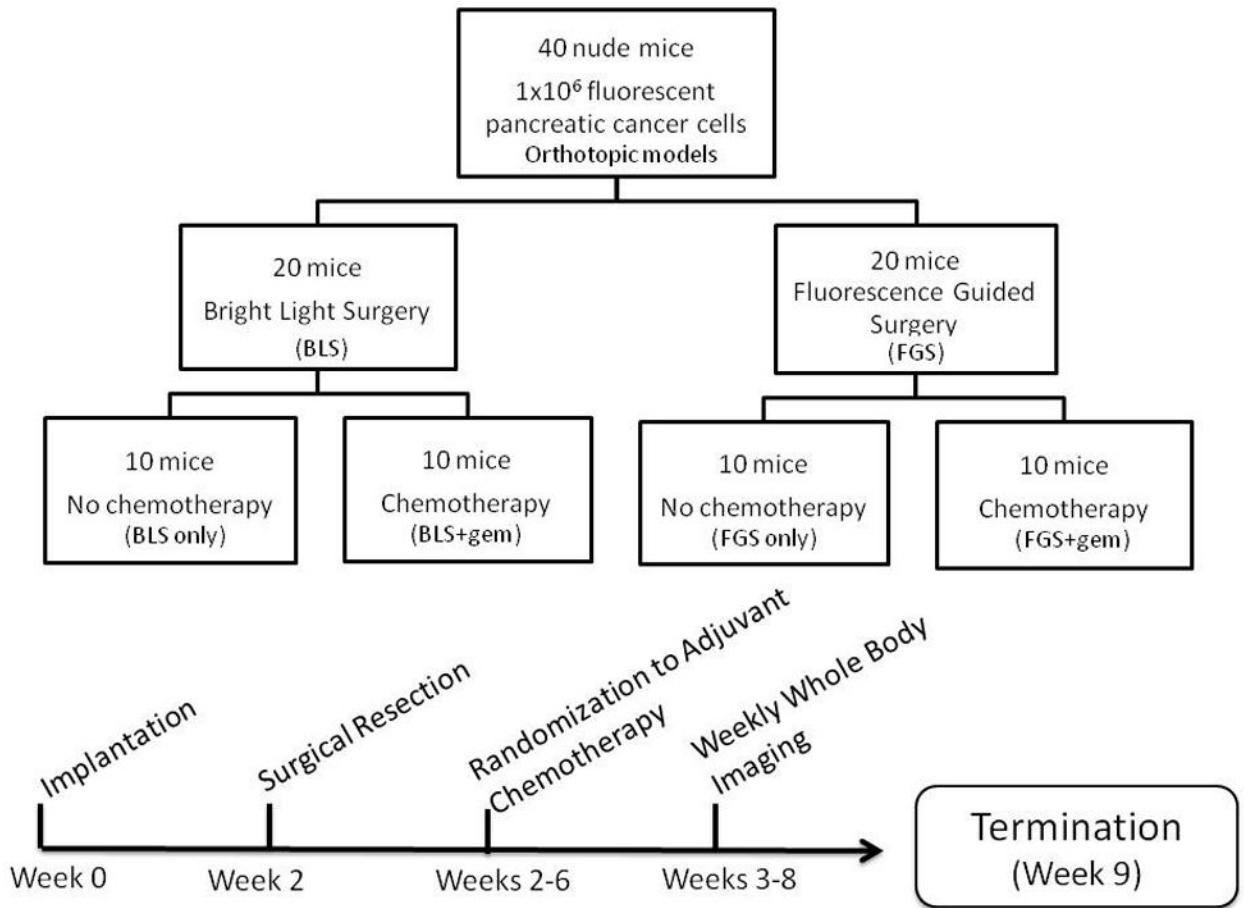 40 nude mice
1x10⁶ fluorescent
pancreatic cancer cells
Orthotopic models
20 mice
Bright Light Surgery
(BLS)
20 mice
Fluorescence Guided
Surgery
(FGS)
10 mice
No chemotherapy
(BLS only)
10 mice
Chemotherapy
(BLS+gem)
10 mice
No chemotherapy
(FGS only)
10 mice
Chemotherapy
(FGS+gem)
Implantation
Surgical Resection
Randomization to Adjuvant
Chemotherapy
Weekly Whole Body
Imaging
Week 0
Week 2
Weeks 2-6
Weeks 3-8
Termination
(Week 9)